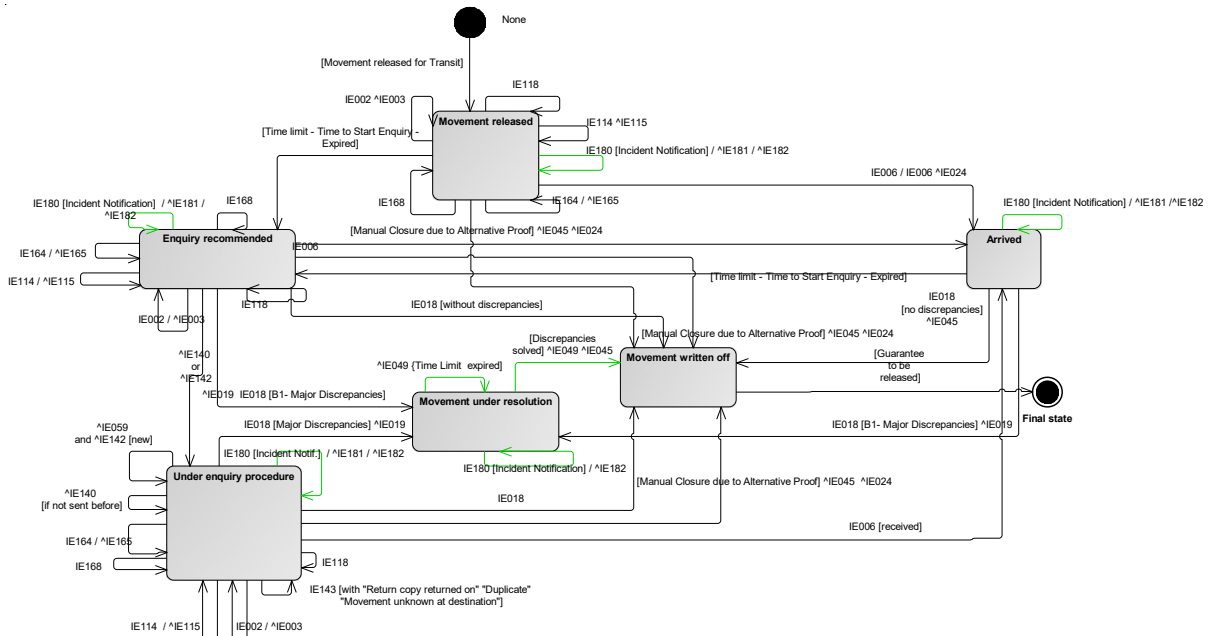 None
[Movement released for Transit]
IE118
IE002 ^IE003
Movement released
IE114 ^IE115
[Time limit - Time to Start Enquiry -
Expired]
IE180 [Incident Notification] / ^IE181 / ^IE182
IE006 / IE006 ^IE024
IE168
IE164 / ^IE165
IE180 [Incident Notification] / ^IE181 /
^IE182
IE168
IE180 [Incident Notification] / ^IE181 /^IE182
[Manual Closure due to Alternative Proof] ^IE045 ^IE024
Enquiry recommended
Arrived
IE006
IE164 / ^IE165
[Time limit - Time to Start Enquiry - Expired]
IE114 / ^IE115
IE118
IE018 [without discrepancies]
IE018
[no discrepancies]
^IE045
IE002 / ^IE003
[Manual Closure due to Alternative Proof] ^IE045 ^IE024
[Discrepancies
solved] ^IE049 ^IE045
Movement written off
^IE140
or
^IE142
^IE049 {Time Limit expired]
[Guarantee
to be
released]
^IE019 IE018 [B1- Major Discrepancies]
Movement under resolution
Final state
^IE059
and ^IE142 [new]
IE018 [Major Discrepancies] ^IE019
IE018 [B1- Major Discrepancies] ^IE019
IE180 [Incident Notif.] / ^IE181 / ^IE182
IE180 [Incident Notification] / ^IE182
Under enquiry procedure
[Manual Closure due to Alternative Proof] ^IE045 ^IE024
^IE140
[if not sent before]
IE018
IE006 [received]
IE164 / ^IE165
IE168
IE118
IE143 [with "Return copy returned on" "Duplicate"
"Movement unknown at destination"]
IE114 / ^IE115
IE002 / ^IE003